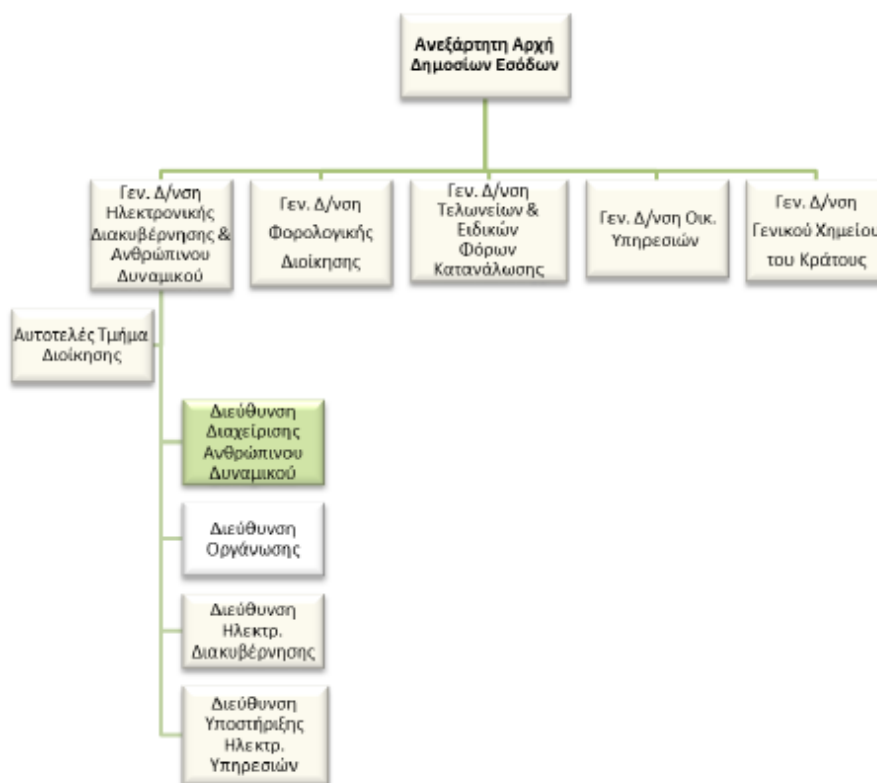 Ανεξάρτητη Αρχή
Δημοσίων Εσόδων
Γεν. Δ/νση
Ηλεκτρονικής
Διακυβέρνησης &
Ανθρώπινου
Δυναμικού
Γεν. Δ/νση
Φορολογικής
Διοίκησης
Γεν. Δ/νση
Τελωνείων &
Ειδικών
Φόρων
Κατανάλωσης
Γεν. Δ/νση Οικ.
Υπηρεσιών
Γεν. Δ/νση
Γενικού Χημείου
του Κράτους
Αυτοτελές Τμήμα
Διοίκησης
Διεύθυνση
Διαχείρισης
Ανθρώπινου
Δυναμικού
Διεύθυνση
Οργάνωσης
Διεύθυνση
Ηλεκτρ.
Διακυβέρνησης
Διεύθυνση
Υποστήριξης
Ηλεκτρ.
Υπηρεσιών